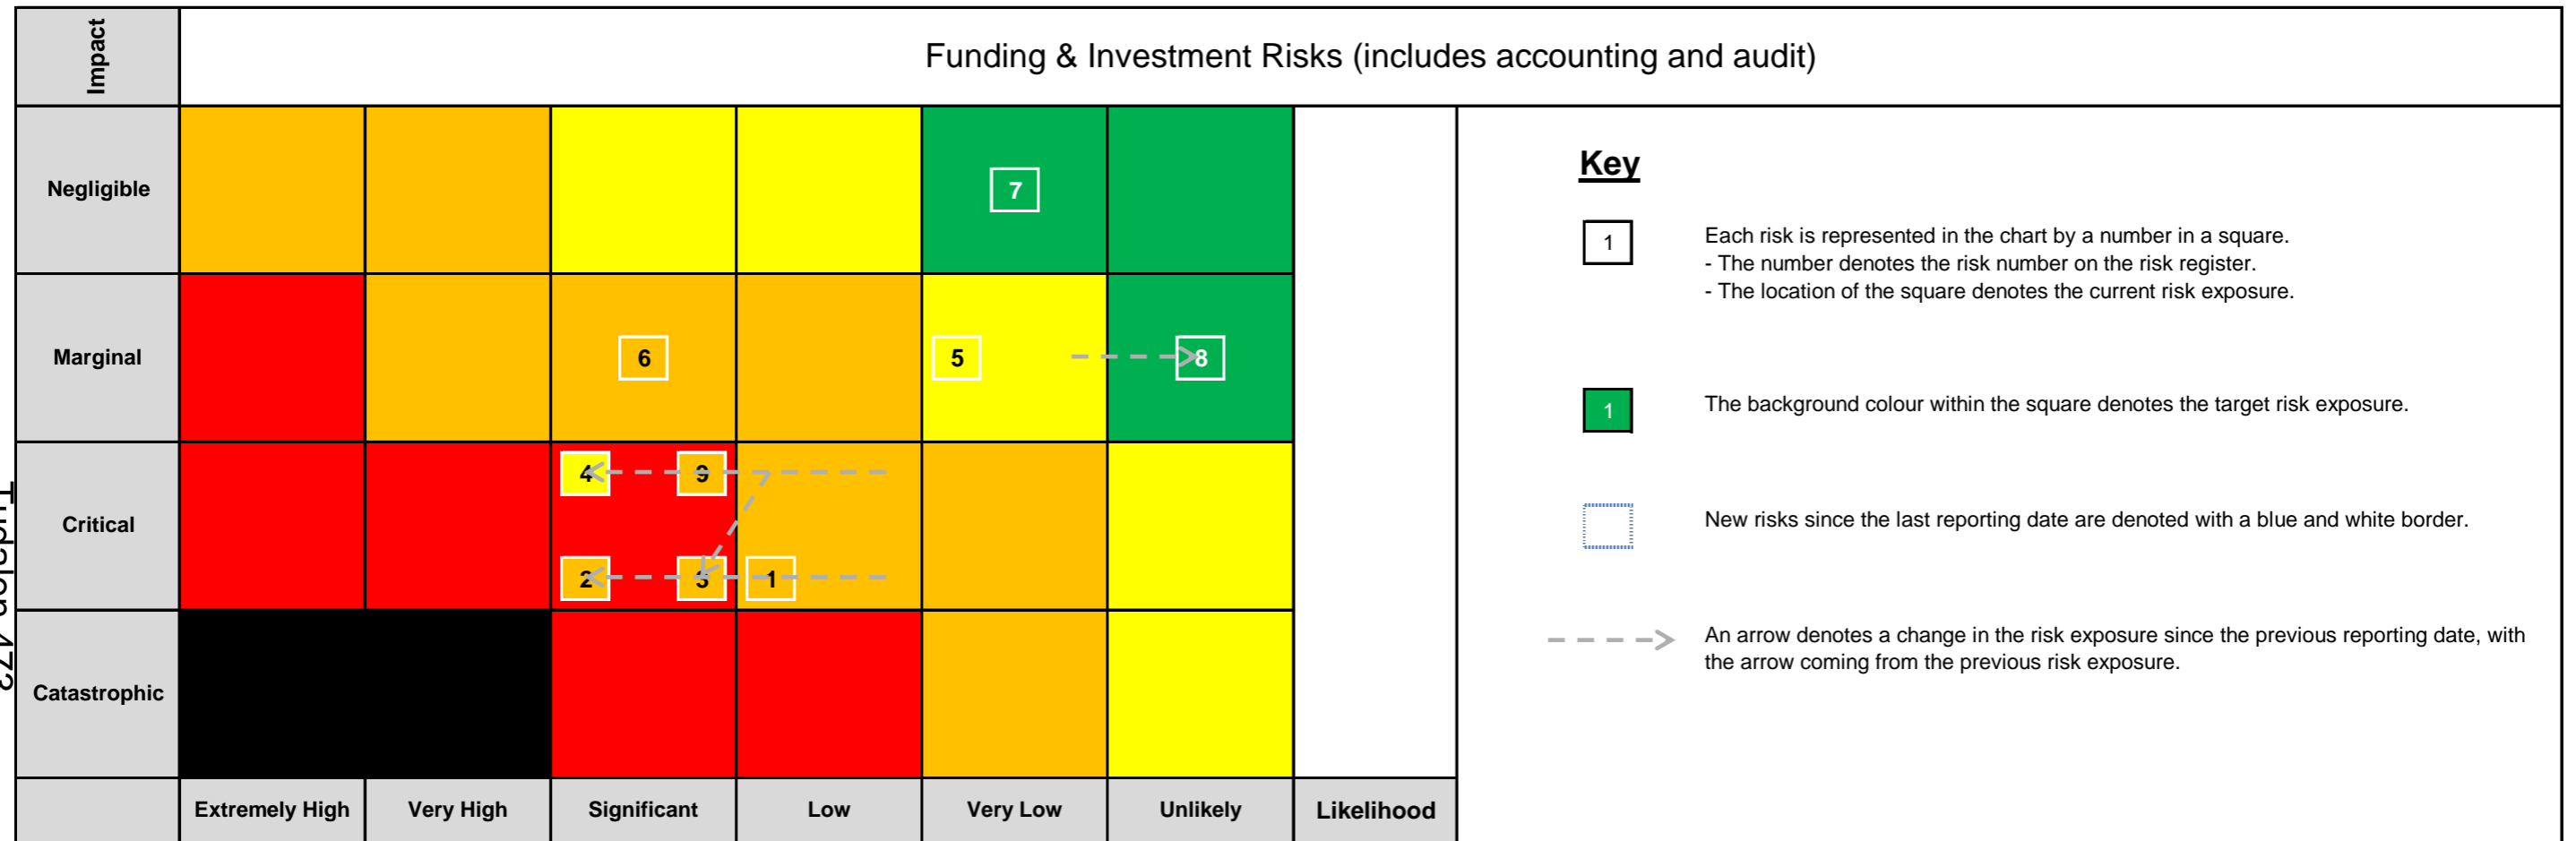 Impact
Funding & Investment Risks (includes accounting and audit)
Negligible
7
Marginal
6
5
8
Critical
4
9
2
3
1
Catastrophic
Extremely High
Very High
Significant
Low
Very Low
Unlikely
Likelihood
Key
1
Each risk is represented in the chart by a number in a square.
- The number denotes the risk number on the risk register.
- The location of the square denotes the current risk exposure.
1
The background colour within the square denotes the target risk exposure.
New risks since the last reporting date are denoted with a blue and white border.
An arrow denotes a change in the risk exposure since the previous reporting date, with
the arrow coming from the previous risk exposure.